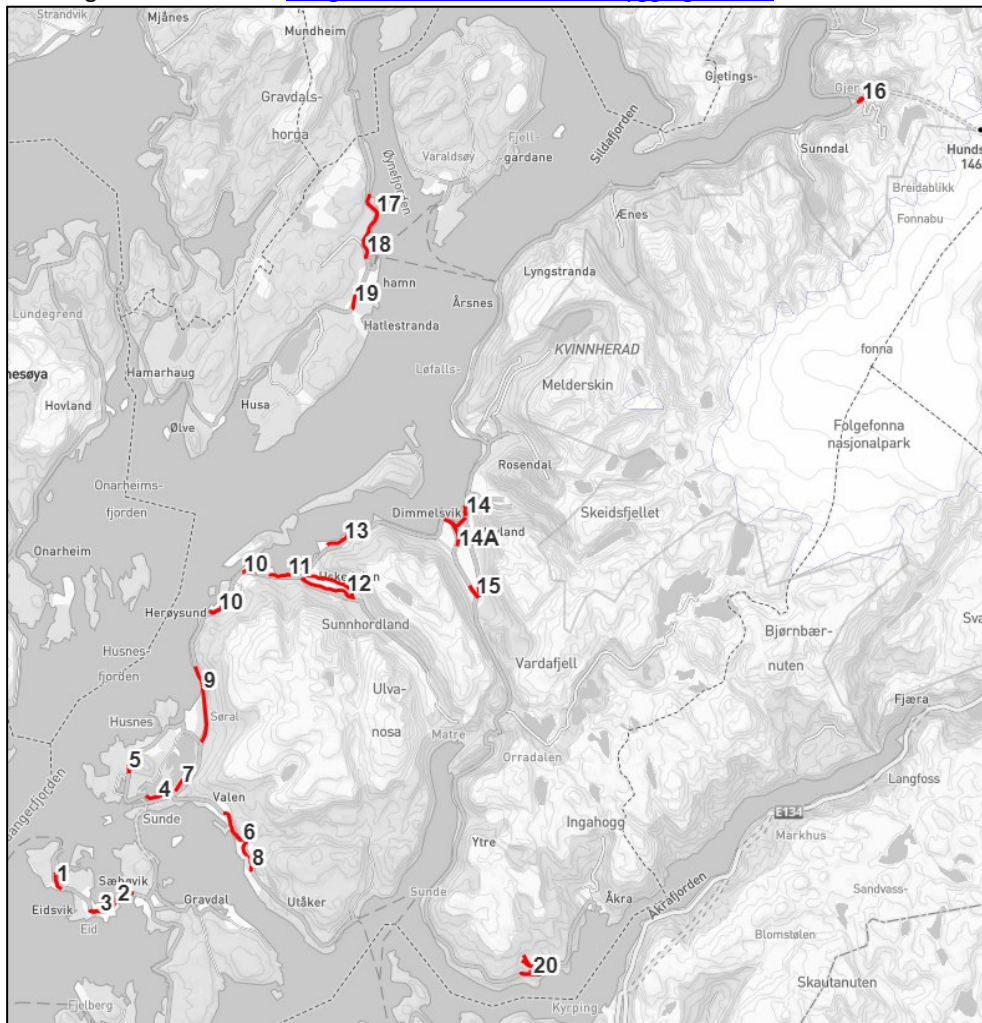 Strandvik
Mjånes
Mundheim
Gravdals-
horga
Øynefjorden
Varaldsøy
Fjell-
gardane
Sildafjorden
Gjetings-
16
Sunndal
Hunds
146
Breidablikk
Fonnabu
17
18
hamn
19
Hatlestranda
Ænes
Lyngstranda
Årsnes
Lundegrend
KVINNHERAD
fonna
nesøya
Hamarhaug
Løfalls-
Melderskin
Hovland
Husa
Ølve
Folgefonna
nasjonalpark
Rosendal
Onarheims-
fjorden
Skeidsfjellet
Dimmelsvik
14
14A
13
Onarheim
10
11
12
15
Herøysund
10
Sunnhordland
Bjørnbær-
nuten
Husnes-
fjorden
Vardafjell
9
Ulva-
nosa
Fjæra
Husnes
Søral
Matre
Orradalen
5
7
4
Valen
Langfoss
Sunde
E134
Markhus
6
Ytre
Ingahogg
8
1
Sæbøvik
2
Sunde
Åkra
Åkrafjorden
Sandvass-
Eidsvik
3
Gravdal
Utåker
Eid
Blomstølen
20
Skautanuten
Fjelberg
Kyrping